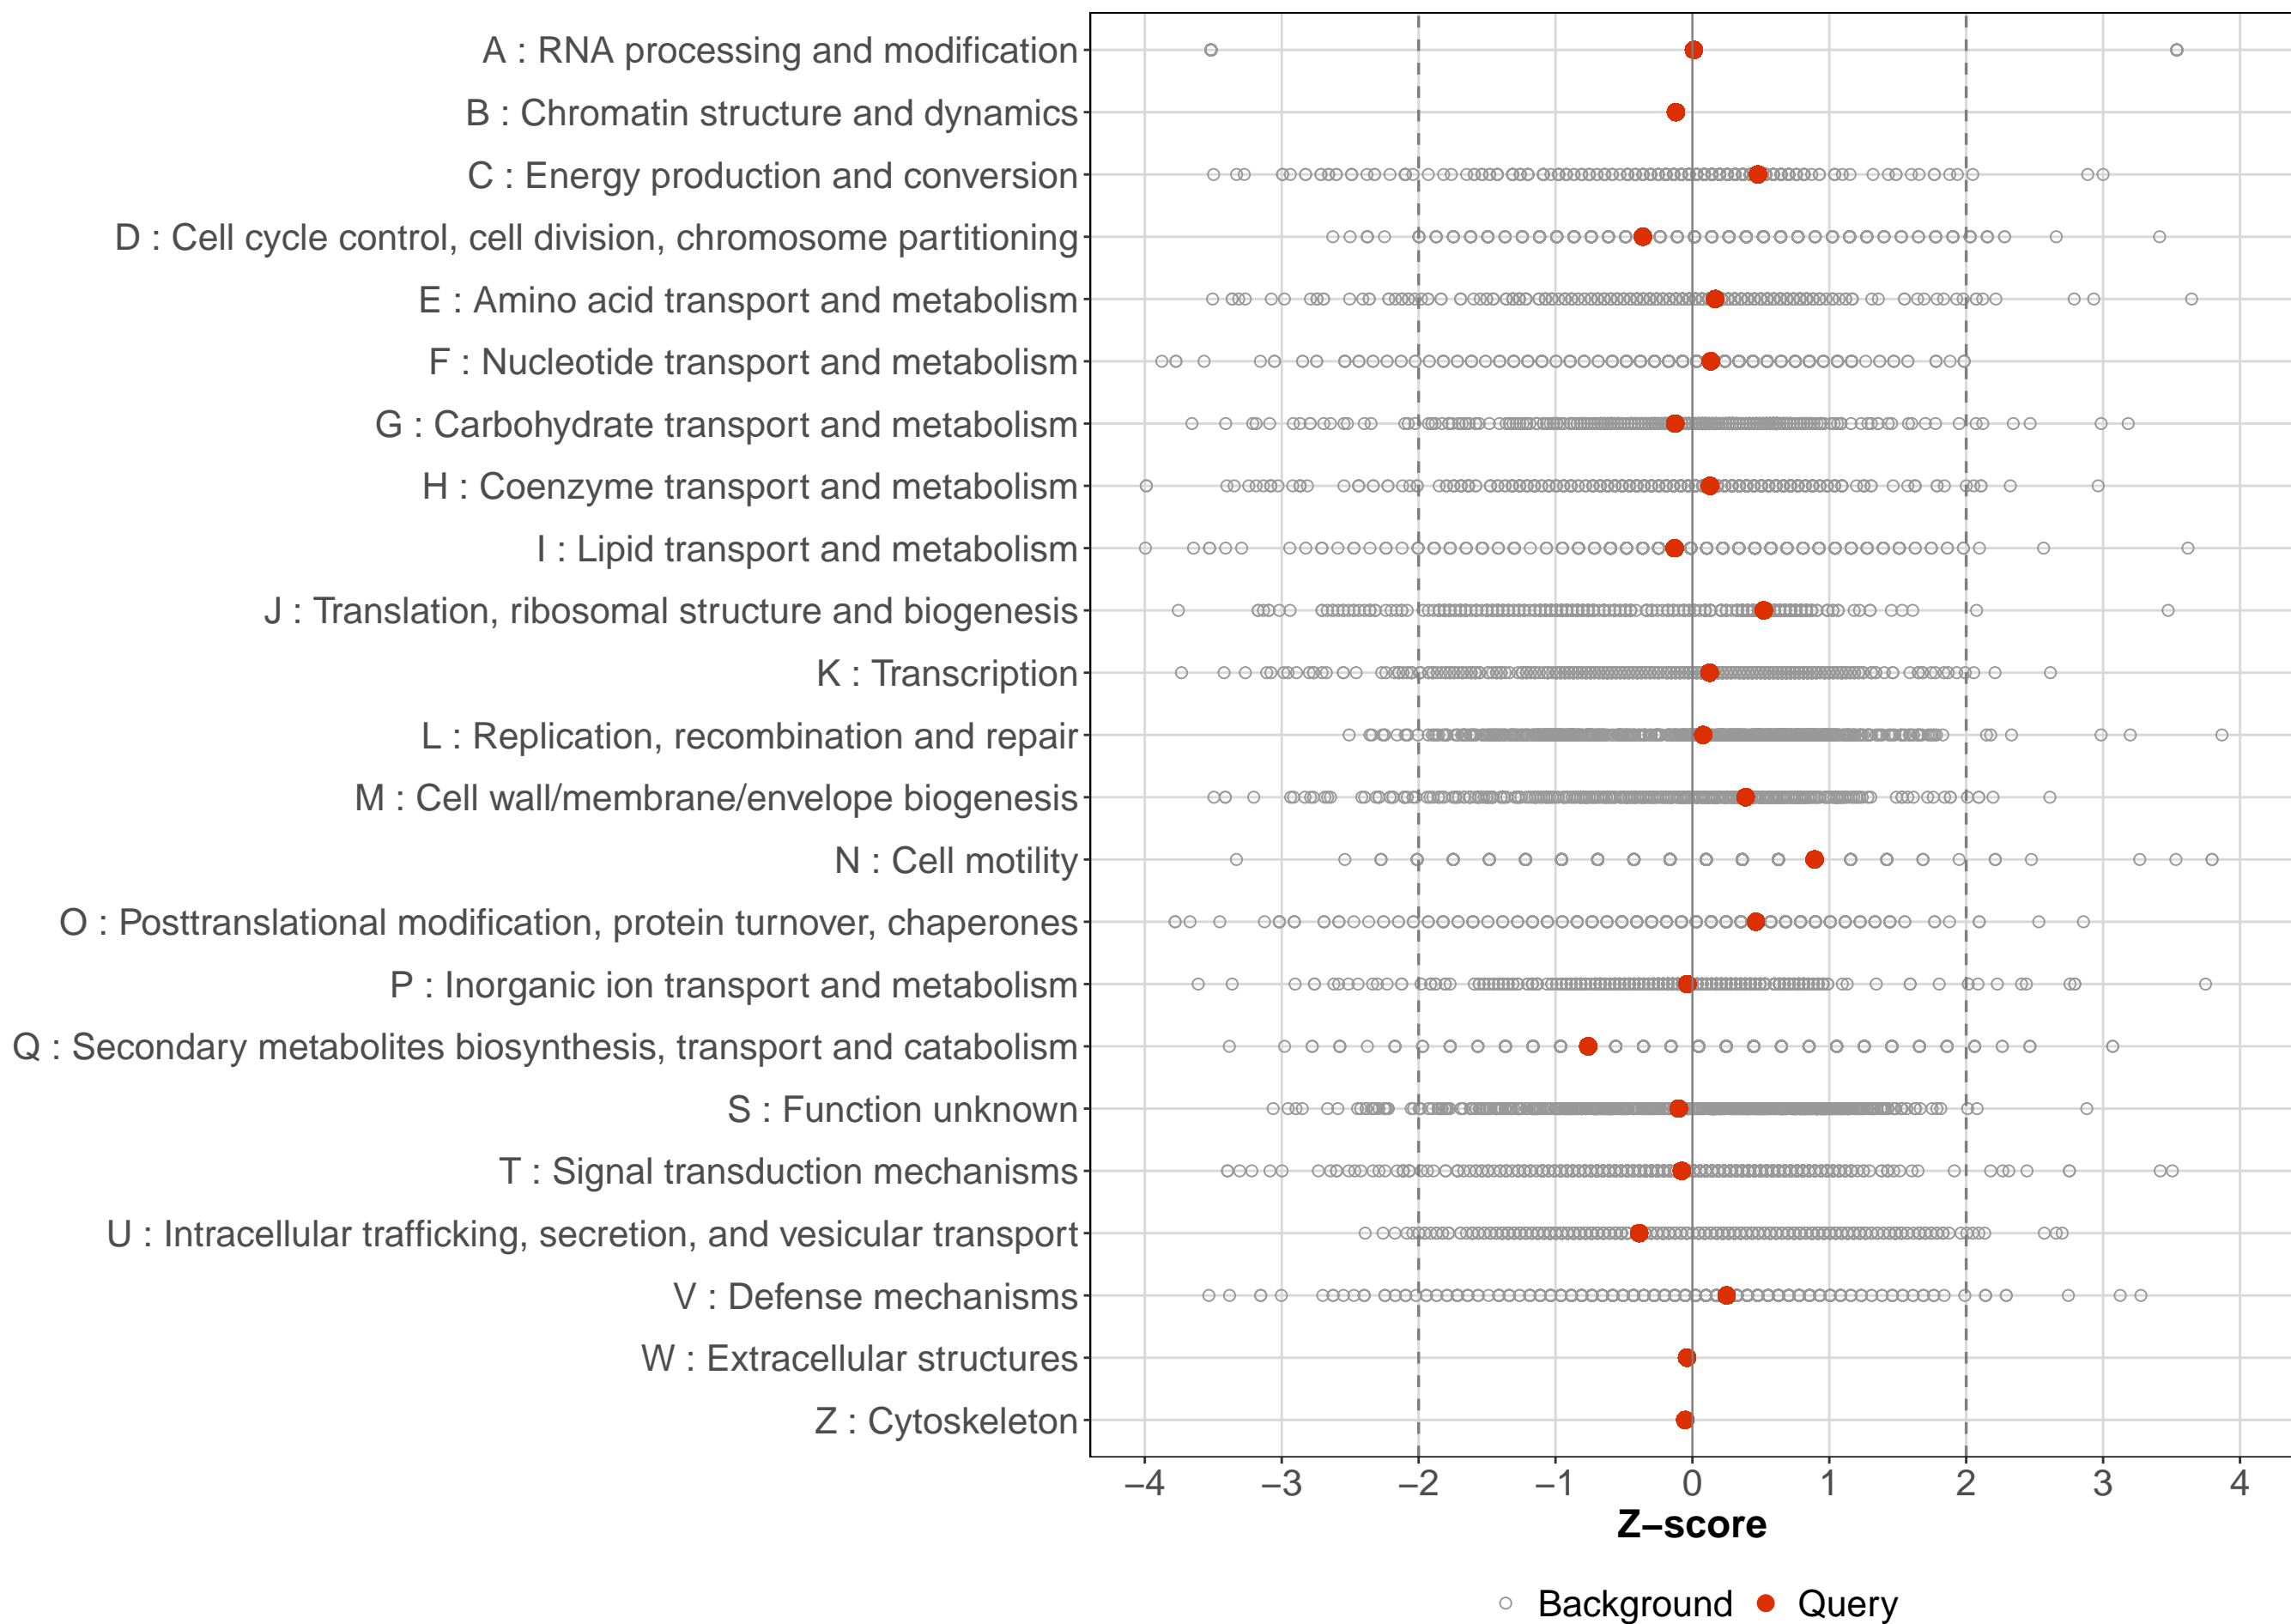 A : RNA processing and modification
B : Chromatin structure and dynamics
C : Energy production and conversion
D : Cell cycle control, cell division, chromosome partitioning
E : Amino acid transport and metabolism
F : Nucleotide transport and metabolism
G : Carbohydrate transport and metabolism
H : Coenzyme transport and metabolism
I : Lipid transport and metabolism
J : Translation, ribosomal structure and biogenesis
K : Transcription
L : Replication, recombination and repair
M : Cell wall/membrane/envelope biogenesis
N : Cell motility
O : Posttranslational modification, protein turnover, chaperones
P : Inorganic ion transport and metabolism
Q : Secondary metabolites biosynthesis, transport and catabolism
S : Function unknown
T : Signal transduction mechanisms
U : Intracellular trafficking, secretion, and vesicular transport
V : Defense mechanisms
W : Extracellular structures
Z : Cytoskeleton
−4 −3 −2 −1 0 1 2 3 4
Z−score
Background Query